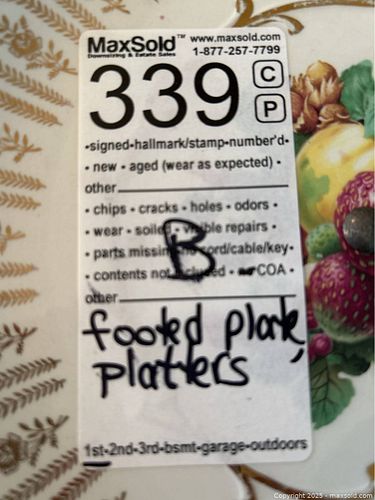 MaxSold™ www.maxsold.com
Downsizing & Estate Sales 1-877-257-7799
339 C
P
•signed-hallmark/stamp-number'd•
• new • aged (wear as expected) •
other
• chips • cracks • holes • odors •
• wear • soiled • visible repairs •
• parts missing no cord/cable/key•
• contents not included • no COA •
B
other
footed plate,
platters
1st-2nd-3rd-bsmt-garage-outdoors
Copyright 2025 - maxsold.com